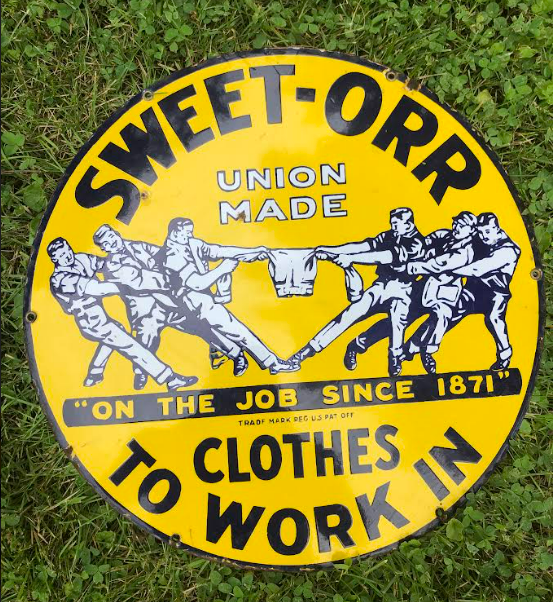 SWEET-ORR
UNION
MADE
"ON THE JOB SINCE 1871"
TRADE MARK REG U.S PAT OFF
CLOTHES
TO WORK IN